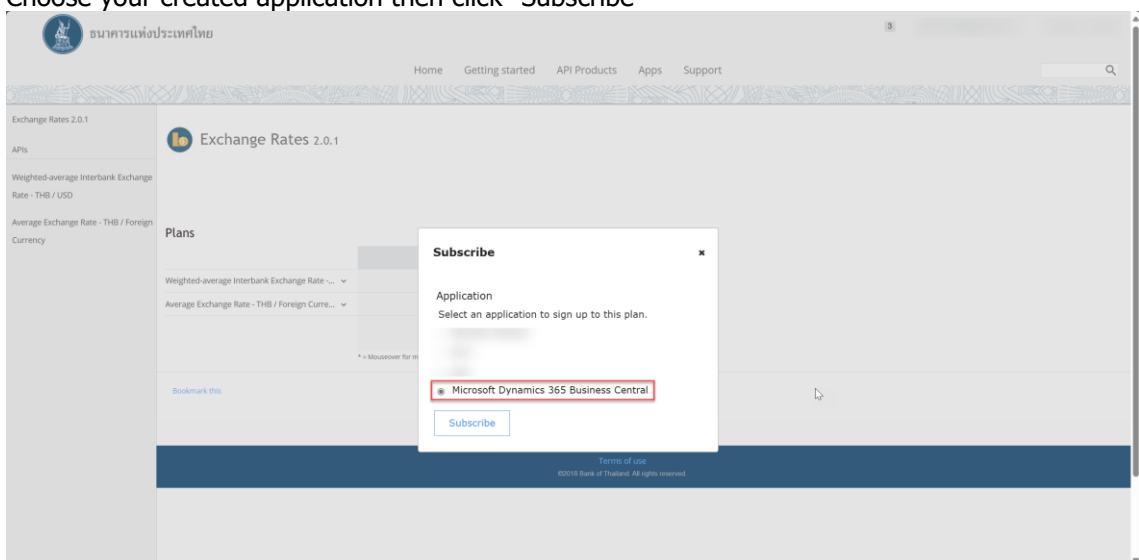 Choose your created application then click "Subscribe"
ธนาคารแห่งประเทศไทย
3
Home Getting started API Products Apps Support
Exchange Rates 2.0.1
APIs
Weighted-average Interbank Exchange
Rate - THB / USD
Average Exchange Rate - THB / Foreign
Currency
Exchange Rates 2.0.1
Plans
Weighted-average Interbank Exchange Rate -...
Average Exchange Rate - THB / Foreign Curre...
* = Mouseover for m
Bookmark this
Subscribe
Application
Select an application to sign up to this plan.
Microsoft Dynamics 365 Business Central
Subscribe
Terms of use
©2018 Bank of Thailand. All rights reserved.